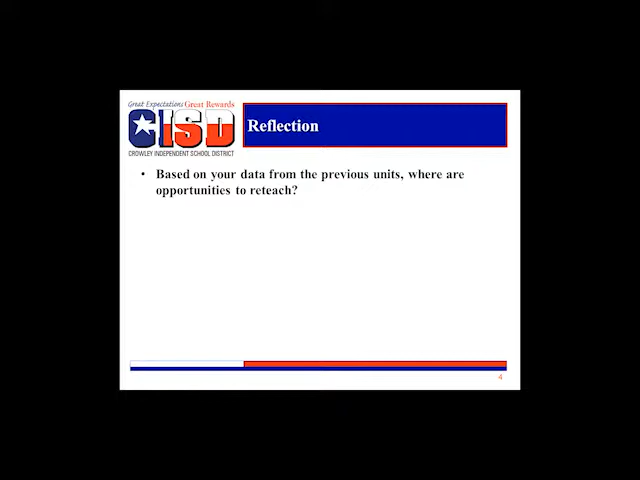 Great Expectations Great Rewards
CISD
CROWLEY INDEPENDENT SCHOOL DISTRICT
Reflection
• Based on your data from the previous units, where are
opportunities to reteach?
4